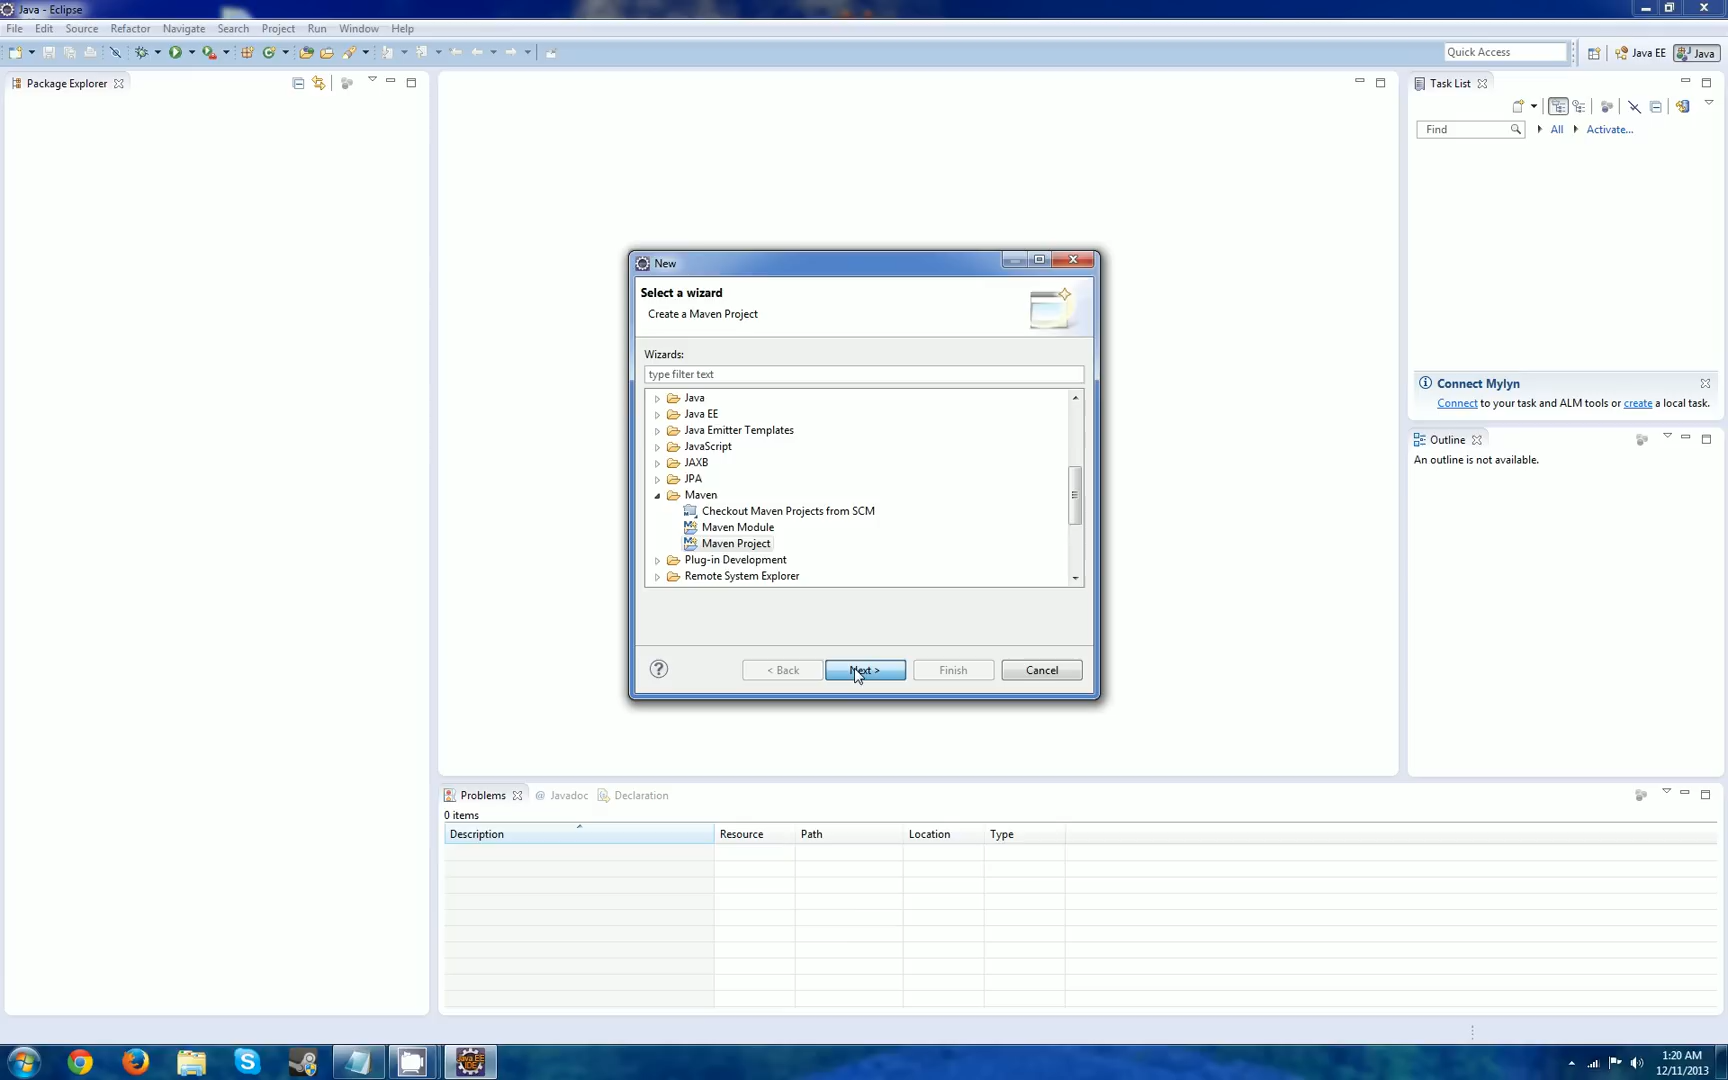 Java - Eclipse
File Edit Source Refactor Navigate Search Project Run Window Help
Quick Access
Java EE
Java
Package Explorer
Task List
Find
All
Activate...
Connect Mylyn
Connect to your task and ALM tools or create a local task.
Outline
An outline is not available.
New
Select a wizard
Create a Maven Project
Wizards:
type filter text
Java
Java EE
Java Emitter Templates
JavaScript
JAXB
JPA
Maven
Checkout Maven Projects from SCM
Maven Module
Maven Project
Plug-in Development
Remote System Explorer
< Back
Next >
Finish
Cancel
Problems
@ Javadoc
Declaration
0 items
Description Resource Path Location Type
Java EE
IDE
1:20 AM
12/11/2013